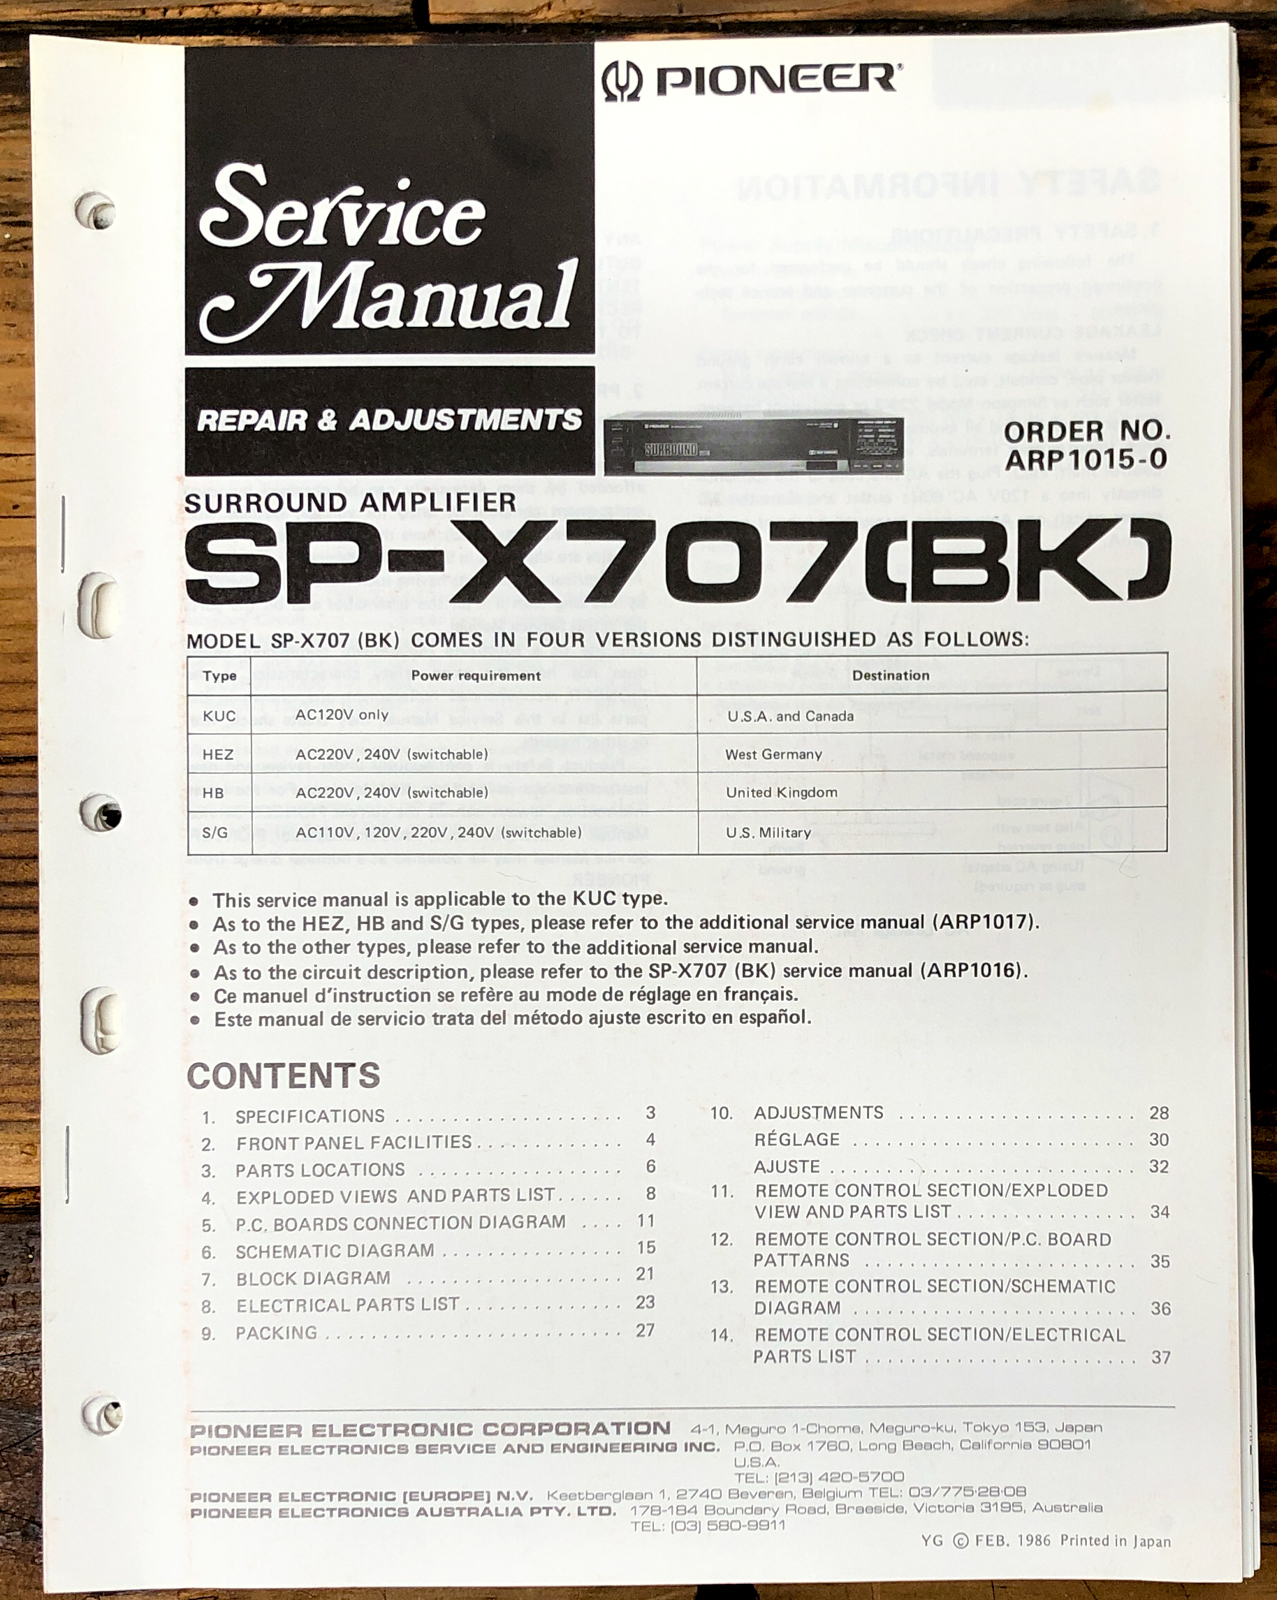 PIONEER®
Service
Manual
REPAIR & ADJUSTMENTS
PIONEER
SURROUND
ORDER NO.
ARP1015-0
SURROUND AMPLIFIER
SP-X707(BK)
MODEL SP-X707 (BK) COMES IN FOUR VERSIONS DISTINGUISHED AS FOLLOWS:
Type Power requirement Destination
KUC AC120V only U.S.A. and Canada
HEZ AC220V, 240V (switchable) West Germany
HB AC220V, 240V (switchable) United Kingdom
S/G AC110V, 120V, 220V, 240V (switchable) U.S. Military
● This service manual is applicable to the KUC type.
● As to the HEZ, HB and S/G types, please refer to the additional service manual (ARP1017).
● As to the other types, please refer to the additional service manual.
● As to the circuit description, please refer to the SP-X707 (BK) service manual (ARP1016).
● Ce manuel d'instruction se refère au mode de réglage en français.
● Este manual de servicio trata del método ajuste escrito en español.
CONTENTS
1. SPECIFICATIONS ..................... 3
2. FRONT PANEL FACILITIES ............. 4
3. PARTS LOCATIONS ................... 6
4. EXPLODED VIEWS AND PARTS LIST ...... 8
5. P.C. BOARDS CONNECTION DIAGRAM .... 11
6. SCHEMATIC DIAGRAM ................. 15
7. BLOCK DIAGRAM .................... 21
8. ELECTRICAL PARTS LIST .............. 23
9. PACKING ............................ 27
10. ADJUSTMENTS ...................... 28
RÉGLAGE .......................... 30
AJUSTE ............................ 32
11. REMOTE CONTROL SECTION/EXPLODED
VIEW AND PARTS LIST ................. 34
12. REMOTE CONTROL SECTION/P.C. BOARD
PATTARNS ......................... 35
13. REMOTE CONTROL SECTION/SCHEMATIC
DIAGRAM .......................... 36
14. REMOTE CONTROL SECTION/ELECTRICAL
PARTS LIST ......................... 37
PIONEER ELECTRONIC CORPORATION 4-1, Meguro 1-Chome, Meguro-ku, Tokyo 153, Japan
PIONEER ELECTRONICS SERVICE AND ENGINEERING INC. P.O. Box 1760, Long Beach, California 90801
U.S.A.
TEL: (213) 420-5700
PIONEER ELECTRONIC (EUROPE) N.V. Keetberglaan 1, 2740 Beveren, Belgium TEL: 03/775·28·08
PIONEER ELECTRONICS AUSTRALIA PTY. LTD. 178-184 Boundary Road, Braeside, Victoria 3195, Australia
TEL: (03) 580-9911
YG © FEB. 1986 Printed in Japan